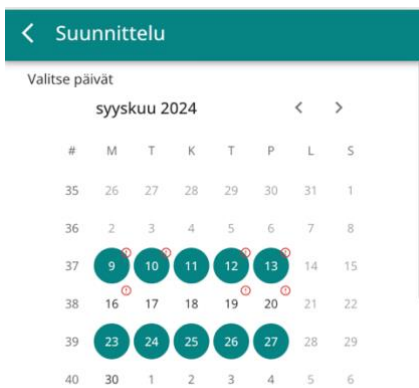 Suunnittelu
Valitse päivät
syyskuu 2024
# M T K T P L S
35 26 27 28 29 30 31 1
36 2 3 4 5 6 7 8
37 9 10 11 12 13 14 15
38 16 17 18 19 20 21 22
39 23 24 25 26 27 28 29
40 30 1 2 3 4 5 6